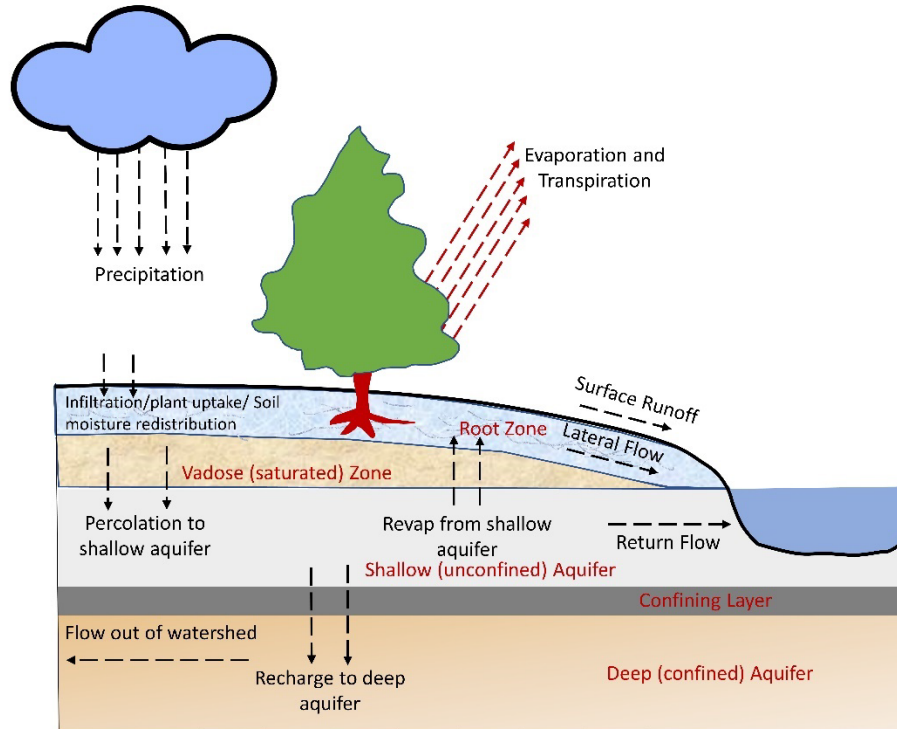 Evaporation and
Transpiration
Precipitation
Surface Runoff
Infiltration/plant uptake/ Soil
moisture redistribution
Root Zone
Lateral Flow
Vadose (saturated) Zone
Percolation to
shallow aquifer
Revap from shallow
aquifer
Return Flow
Shallow (unconfined) Aquifer
Confining Layer
Flow out of watershed
Recharge to deep
aquifer
Deep (confined) Aquifer